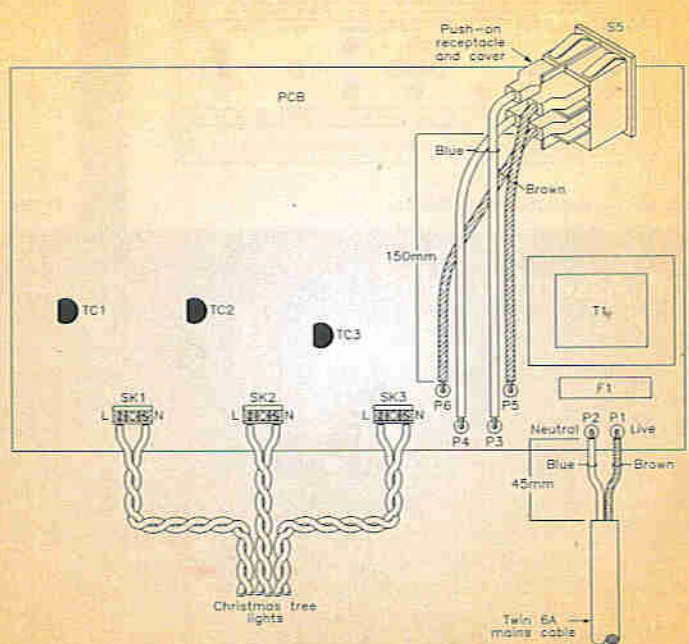 Push-on
receptacle
and cover
S5
PCB
Blue
Brown
150mm
TC1
TC2
TC3
T1
F1
SK1
SK2
SK3
L
N
L
N
L
N
P6
P5
P4
P3
Neutral
P2
P1
Live
Blue
Brown
45mm
Christmas tree
lights
Twin 6A
mains cable